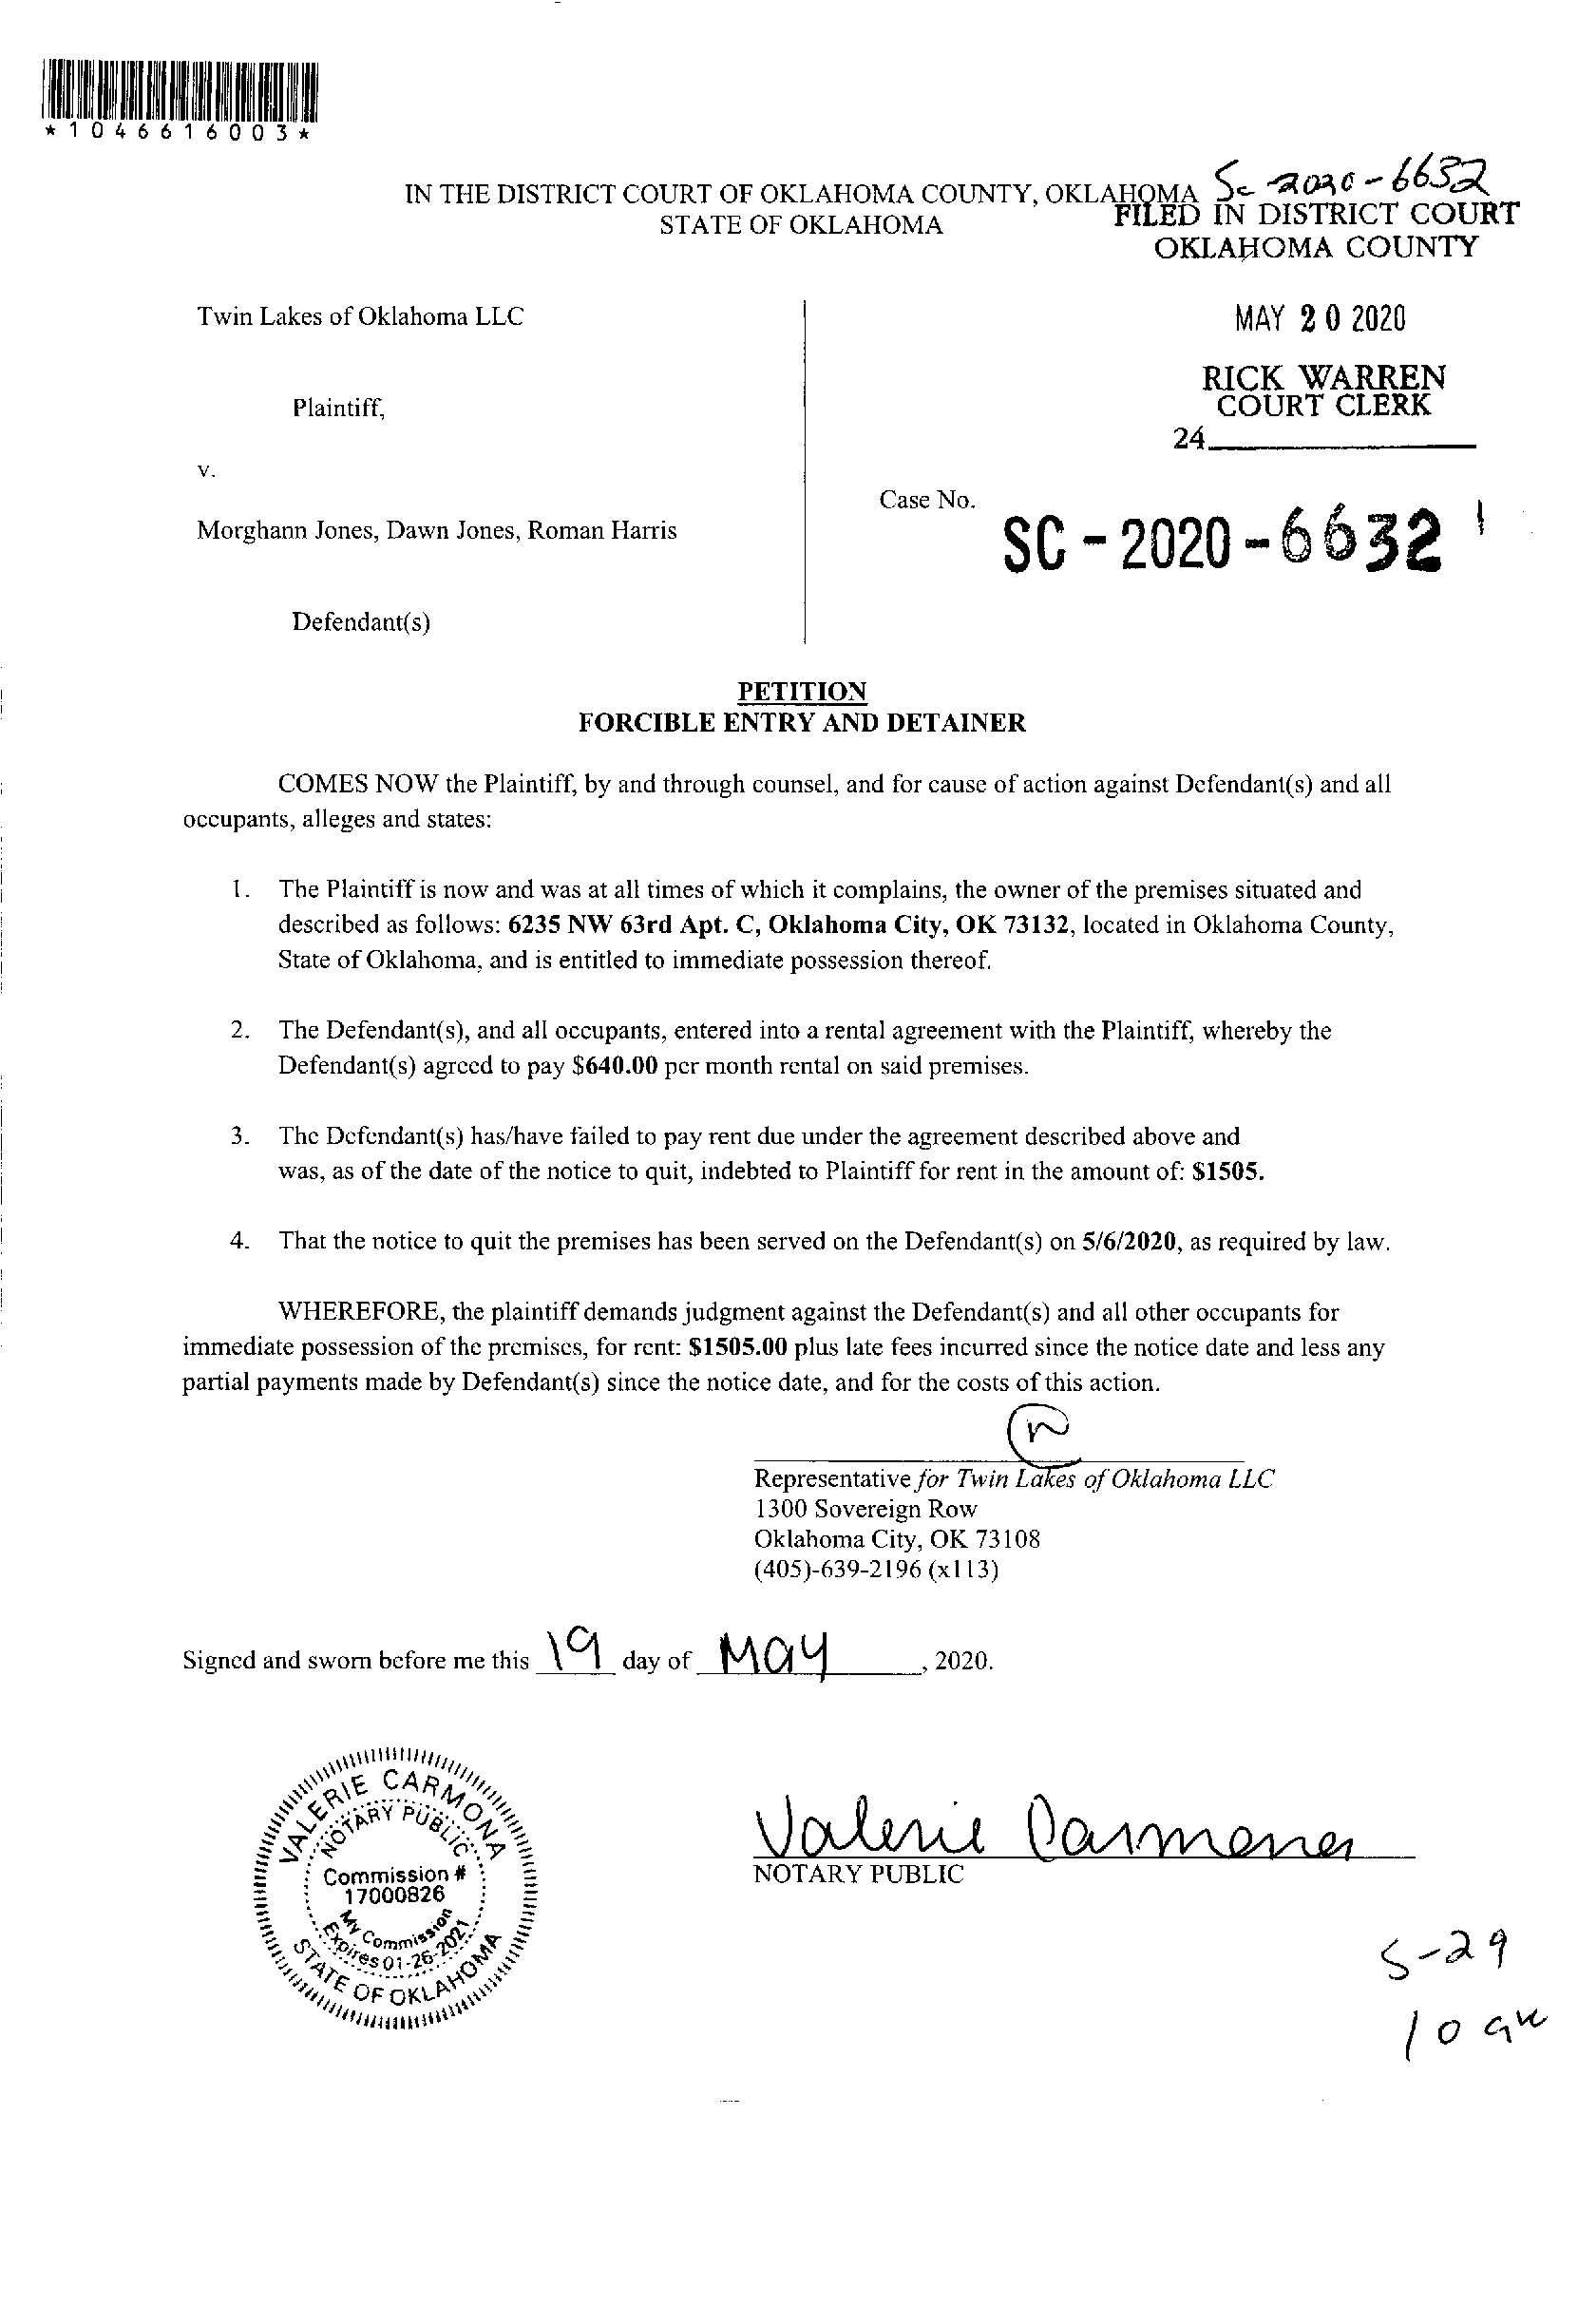 *1046616003*
Sc-2020-6632
IN THE DISTRICT COURT OF OKLAHOMA COUNTY, OKLAHOMA
STATE OF OKLAHOMA
FILED IN DISTRICT COURT
OKLAHOMA COUNTY
MAY 20 2020
RICK WARREN
COURT CLERK
24
Twin Lakes of Oklahoma LLC
Plaintiff,
v.
Morghann Jones, Dawn Jones, Roman Harris
Defendant(s)
Case No.
SC-2020-6632
PETITION
FORCIBLE ENTRY AND DETAINER
COMES NOW the Plaintiff, by and through counsel, and for cause of action against Defendant(s) and all
occupants, alleges and states:
1. The Plaintiff is now and was at all times of which it complains, the owner of the premises situated and
described as follows: 6235 NW 63rd Apt. C, Oklahoma City, OK 73132, located in Oklahoma County,
State of Oklahoma, and is entitled to immediate possession thereof.
2. The Defendant(s), and all occupants, entered into a rental agreement with the Plaintiff, whereby the
Defendant(s) agreed to pay $640.00 per month rental on said premises.
3. The Defendant(s) has/have failed to pay rent due under the agreement described above and
was, as of the date of the notice to quit, indebted to Plaintiff for rent in the amount of: $1505.
4. That the notice to quit the premises has been served on the Defendant(s) on 5/6/2020, as required by law.
WHEREFORE, the plaintiff demands judgment against the Defendant(s) and all other occupants for
immediate possession of the premises, for rent: $1505.00 plus late fees incurred since the notice date and less any
partial payments made by Defendant(s) since the notice date, and for the costs of this action.
Representative for Twin Lakes of Oklahoma LLC
1300 Sovereign Row
Oklahoma City, OK 73108
(405)-639-2196 (x113)
Signed and sworn before me this 19 day of May, 2020.
VALERIE CARMONA
NOTARY PUBLIC
Commission #
17000826
My Commission
Expires 01-26-2021
STATE OF OKLAHOMA
Valerie Carmona
NOTARY PUBLIC
5-29
10 am